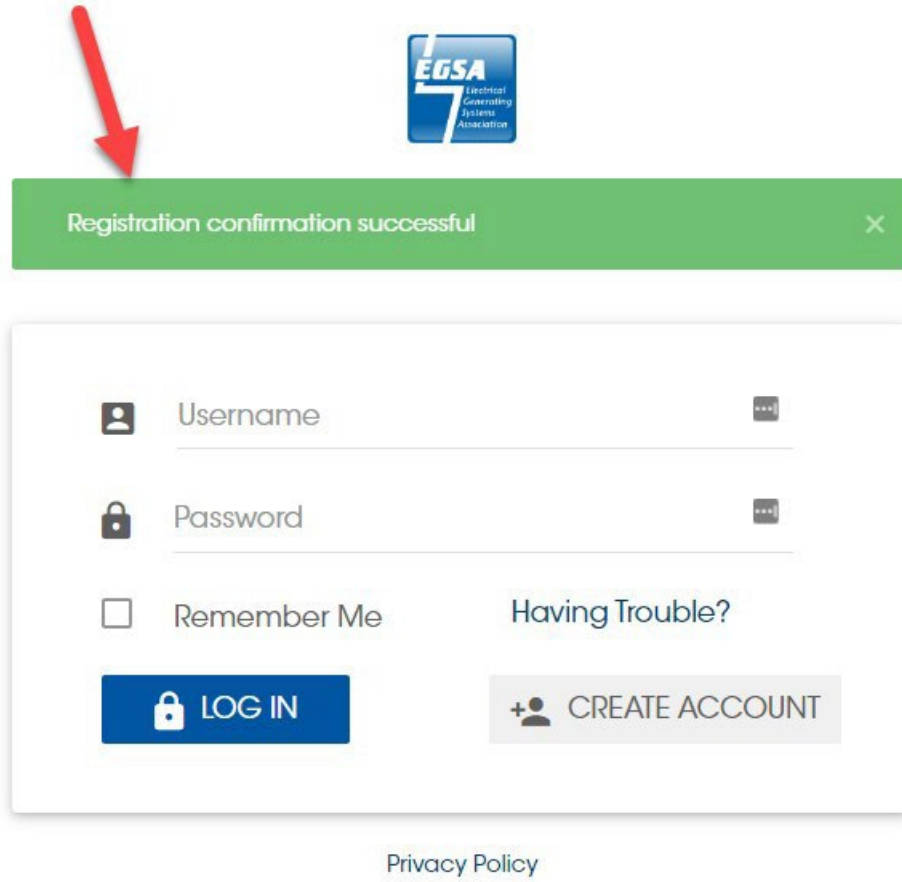 EGSA
Electrical
Generating
Systems
Association
Registration confirmation successful
Username
Password
Remember Me
Having Trouble?
LOG IN
CREATE ACCOUNT
Privacy Policy